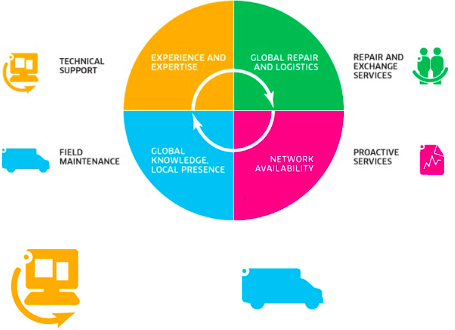 TECHNICAL
SUPPORT
EXPERIENCE AND
EXPERTISE
GLOBAL REPAIR
AND LOGISTICS
REPAIR AND
EXCHANGE
SERVICES
FIELD
MAINTENANCE
GLOBAL
KNOWLEDGE,
LOCAL PRESENCE
NETWORK
AVAILABILITY
PROACTIVE
SERVICES